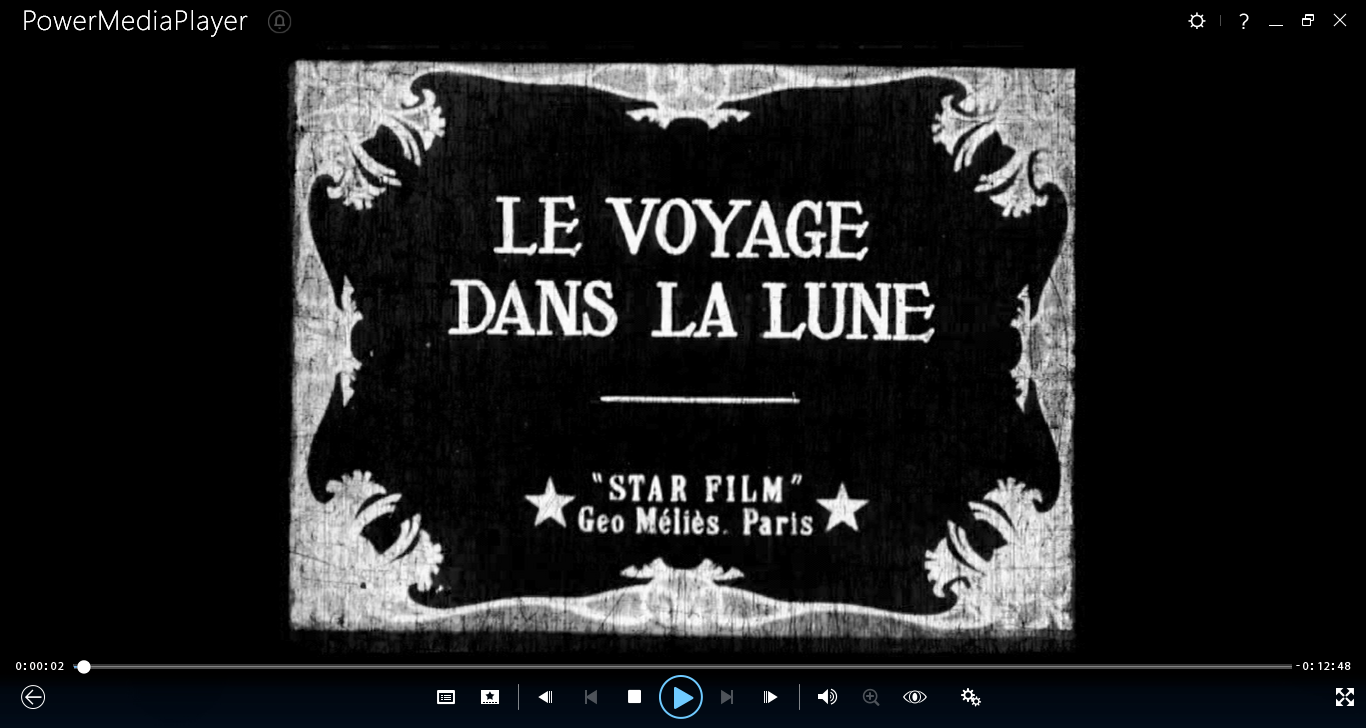 PowerMediaPlayer
?
LE VOYAGE
DANS LA LUNE
"STAR FILM"
Geo Méliès. Paris
0:00:02
-0:12:48